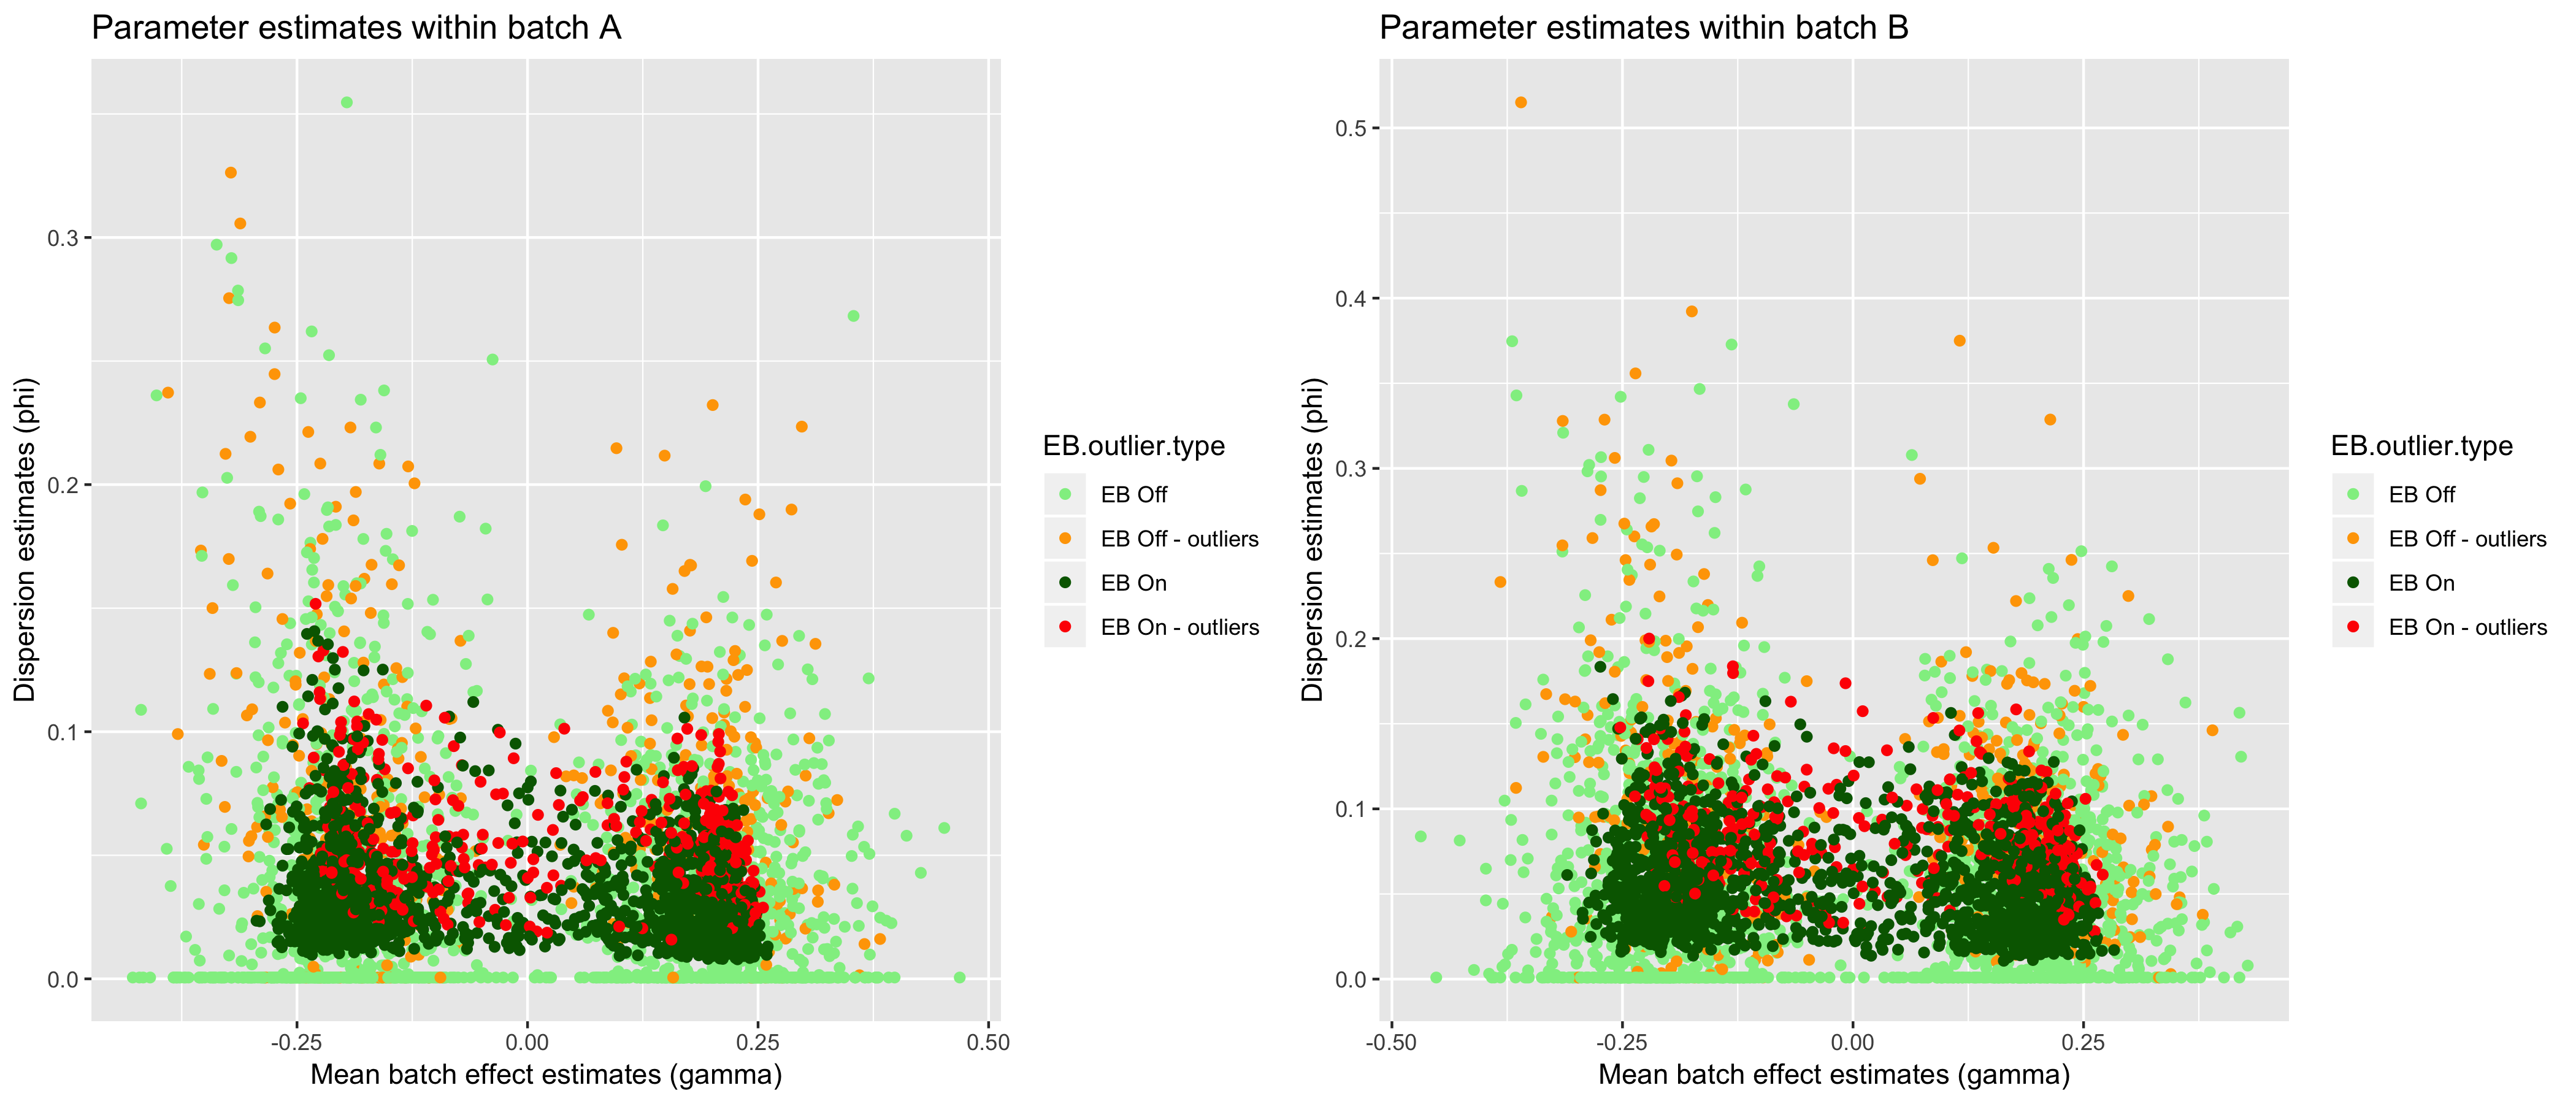 Parameter estimates within batch A
Dispersion estimates (phi)
0.3
0.2
0.1
0.0
-0.25
0.00
0.25
0.50
Mean batch effect estimates (gamma)
EB.outlier.type
EB Off
EB Off - outliers
EB On
EB On - outliers
Parameter estimates within batch B
Dispersion estimates (phi)
0.5
0.4
0.3
0.2
0.1
0.0
-0.50
-0.25
0.00
0.25
Mean batch effect estimates (gamma)
EB.outlier.type
EB Off
EB Off - outliers
EB On
EB On - outliers